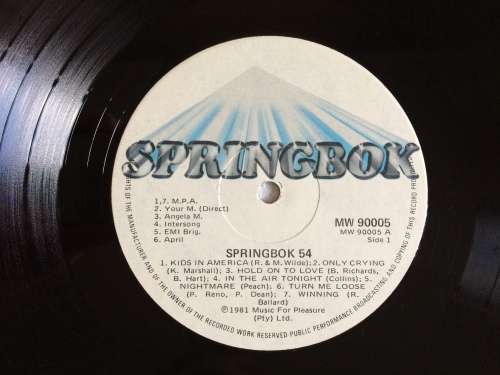 SPRINGBOK
1,7. M.P.A.
2. Your M. (Direct)
3. Angela M.
4. Intersong
5. EMI Brig.
6. April
MW 90005
MW 90005 A
Side 1
SPRINGBOK 54
1. KIDS IN AMERICA (R. & M. Wilde); 2. ONLY CRYING
(K. Marshall); 3. HOLD ON TO LOVE (B. Richards,
B. Hart); 4. IN THE AIR TONIGHT (Collins); 5.
NIGHTMARE (Peach); 6. TURN ME LOOSE
(P. Reno, P. Dean); 7. WINNING (R.
Ballard)
Ⓟ1981 Music For Pleasure
(Pty) Ltd.
RIGHTS OF THE MANUFACTURER AND OF THE OWNER OF THE RECORDED WORK RESERVED-PUBLIC PERFORMANCE BROADCASTING AND COPYING OF THIS RECORD